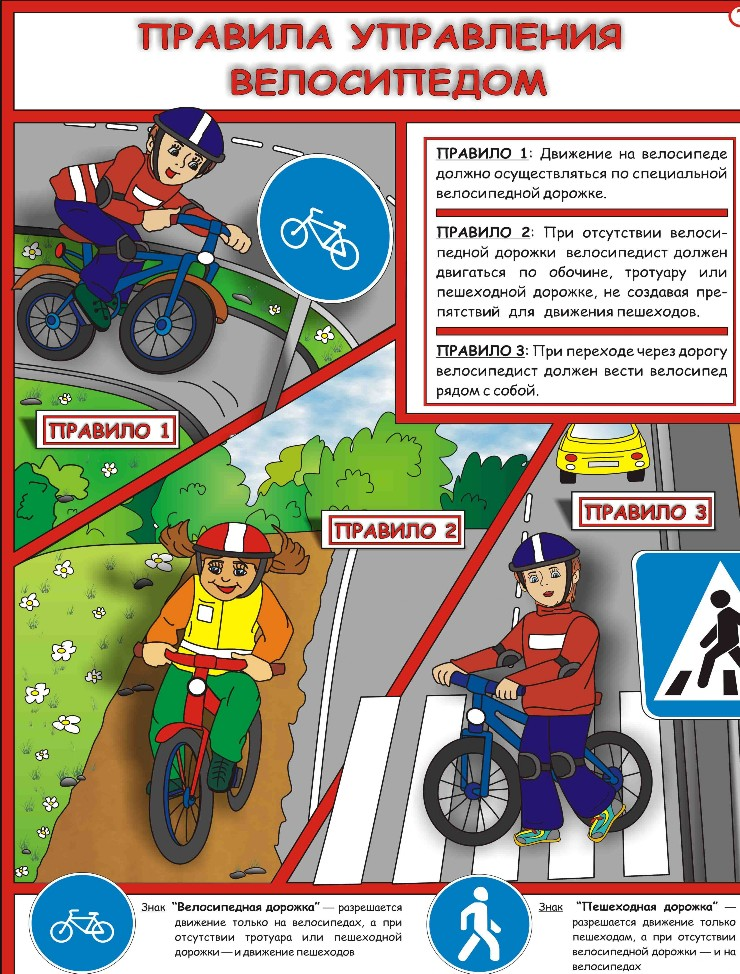 ПРАВИЛА УПРАВЛЕНИЯ
ВЕЛОСИПЕДОМ
ПРАВИЛО 1: Движение на велосипеде
должно осуществляться по специальной
велосипедной дорожке.
ПРАВИЛО 2: При отсутствии велоси-
педной дорожки велосипедист должен
двигаться по обочине, тротуару или
пешеходной дорожке, не создавая пре-
пятствий для движения пешеходов.
ПРАВИЛО 3: При переходе через дорогу
велосипедист должен вести велосипед
рядом с собой.
ПРАВИЛО 1
ПРАВИЛО 2
ПРАВИЛО 3
Знак "Велосипедная дорожка" — разрешается
движение только на велосипедах, а при
отсутствии тротуара или пешеходной
дорожки — и движение пешеходов
Знак "Пешеходная дорожка" —
разрешается движение только
пешеходам, а при отсутствии
велосипедной дорожки — и на
велосипедах